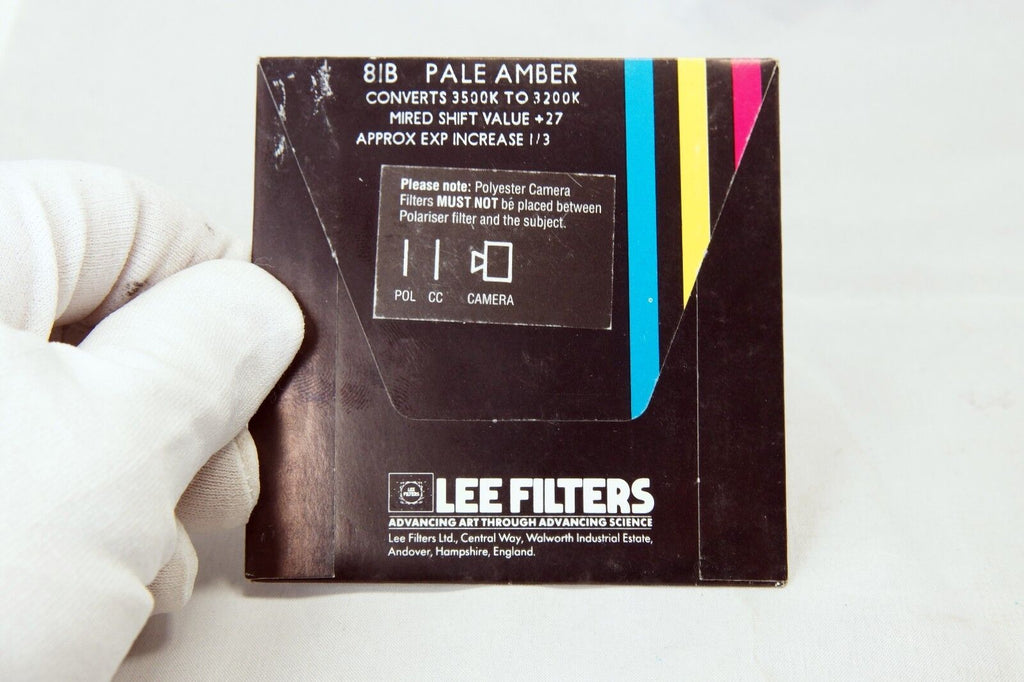 81B PALE AMBER
CONVERTS 3500K TO 3200K
MIRED SHIFT VALUE +27
APPROX EXP INCREASE 1/3
Please note: Polyester Camera
Filters MUST NOT be placed between
Polariser filter and the subject.
POL CC CAMERA
LEE FILTERS
LEE FILTERS
ADVANCING ART THROUGH ADVANCING SCIENCE
Lee Filters Ltd., Central Way, Walworth Industrial Estate,
Andover, Hampshire, England.